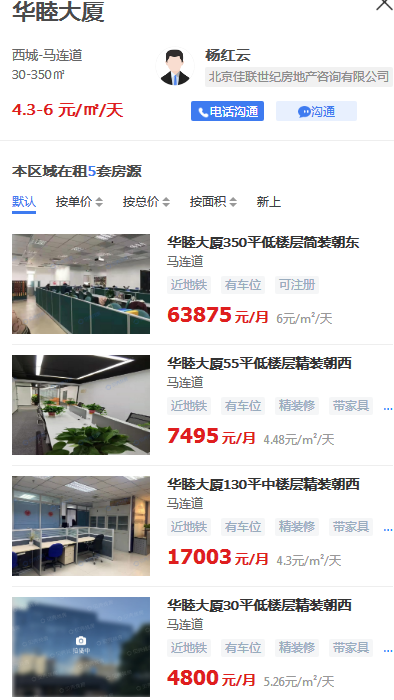 华睦大厦
西城-马连道
30-350㎡
4.3-6 元/㎡/天
杨红云
北京佳联世纪房地产咨询有限公司
电话沟通
沟通
本区域在租5套房源
默认 按单价 按总价 按面积 新上
华睦大厦350平低楼层简装朝东
马连道
近地铁 有车位 可注册
63875 元/月 6元/㎡/天
华睦大厦55平低楼层精装朝西
马连道
近地铁 有车位 精装修 带家具 ...
7495 元/月 4.48元/㎡/天
华睦大厦130平中楼层精装朝西
马连道
近地铁 有车位 精装修 带家具 ...
17003 元/月 4.3元/㎡/天
华睦大厦30平低楼层精装朝西
马连道
近地铁 有车位 精装修 带家具 ...
4800 元/月 5.26元/㎡/天